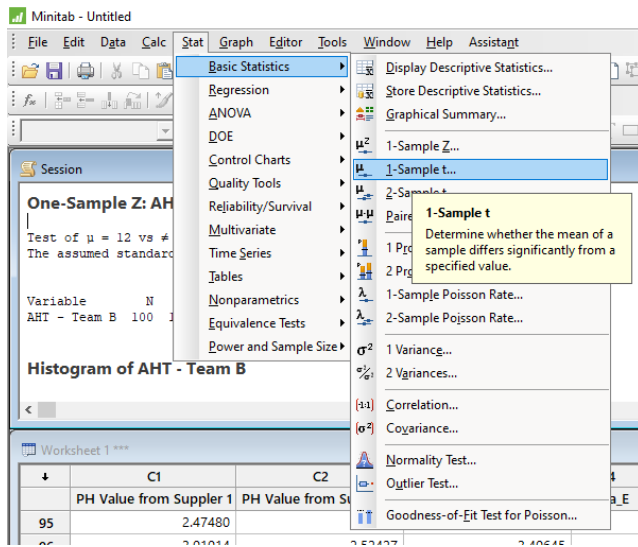 Minitab - Untitled
File Edit Data Calc Stat Graph Editor Tools Window Help Assistant
Basic Statistics
Regression
ANOVA
DOE
Control Charts
Quality Tools
Reliability/Survival
Multivariate
Time Series
Tables
Nonparametrics
Equivalence Tests
Power and Sample Size
Display Descriptive Statistics...
Store Descriptive Statistics...
Graphical Summary...
1-Sample Z...
1-Sample t...
2-Sample t...
1-Sample t
Determine whether the mean of a
sample differs significantly from a
specified value.
1-Sample Poisson Rate...
2-Sample Poisson Rate...
1 Variance...
2 Variances...
Correlation...
Covariance...
Normality Test...
Outlier Test...
Goodness-of-Fit Test for Poisson...
Session
One-Sample Z: AH
Test of μ = 12 vs ≠
The assumed standard
Variable N
AHT - Team B 100
Histogram of AHT - Team B
Worksheet 1 ***
C1 C2
PH Value from Suppler 1 PH Value from Su
95 2.47480